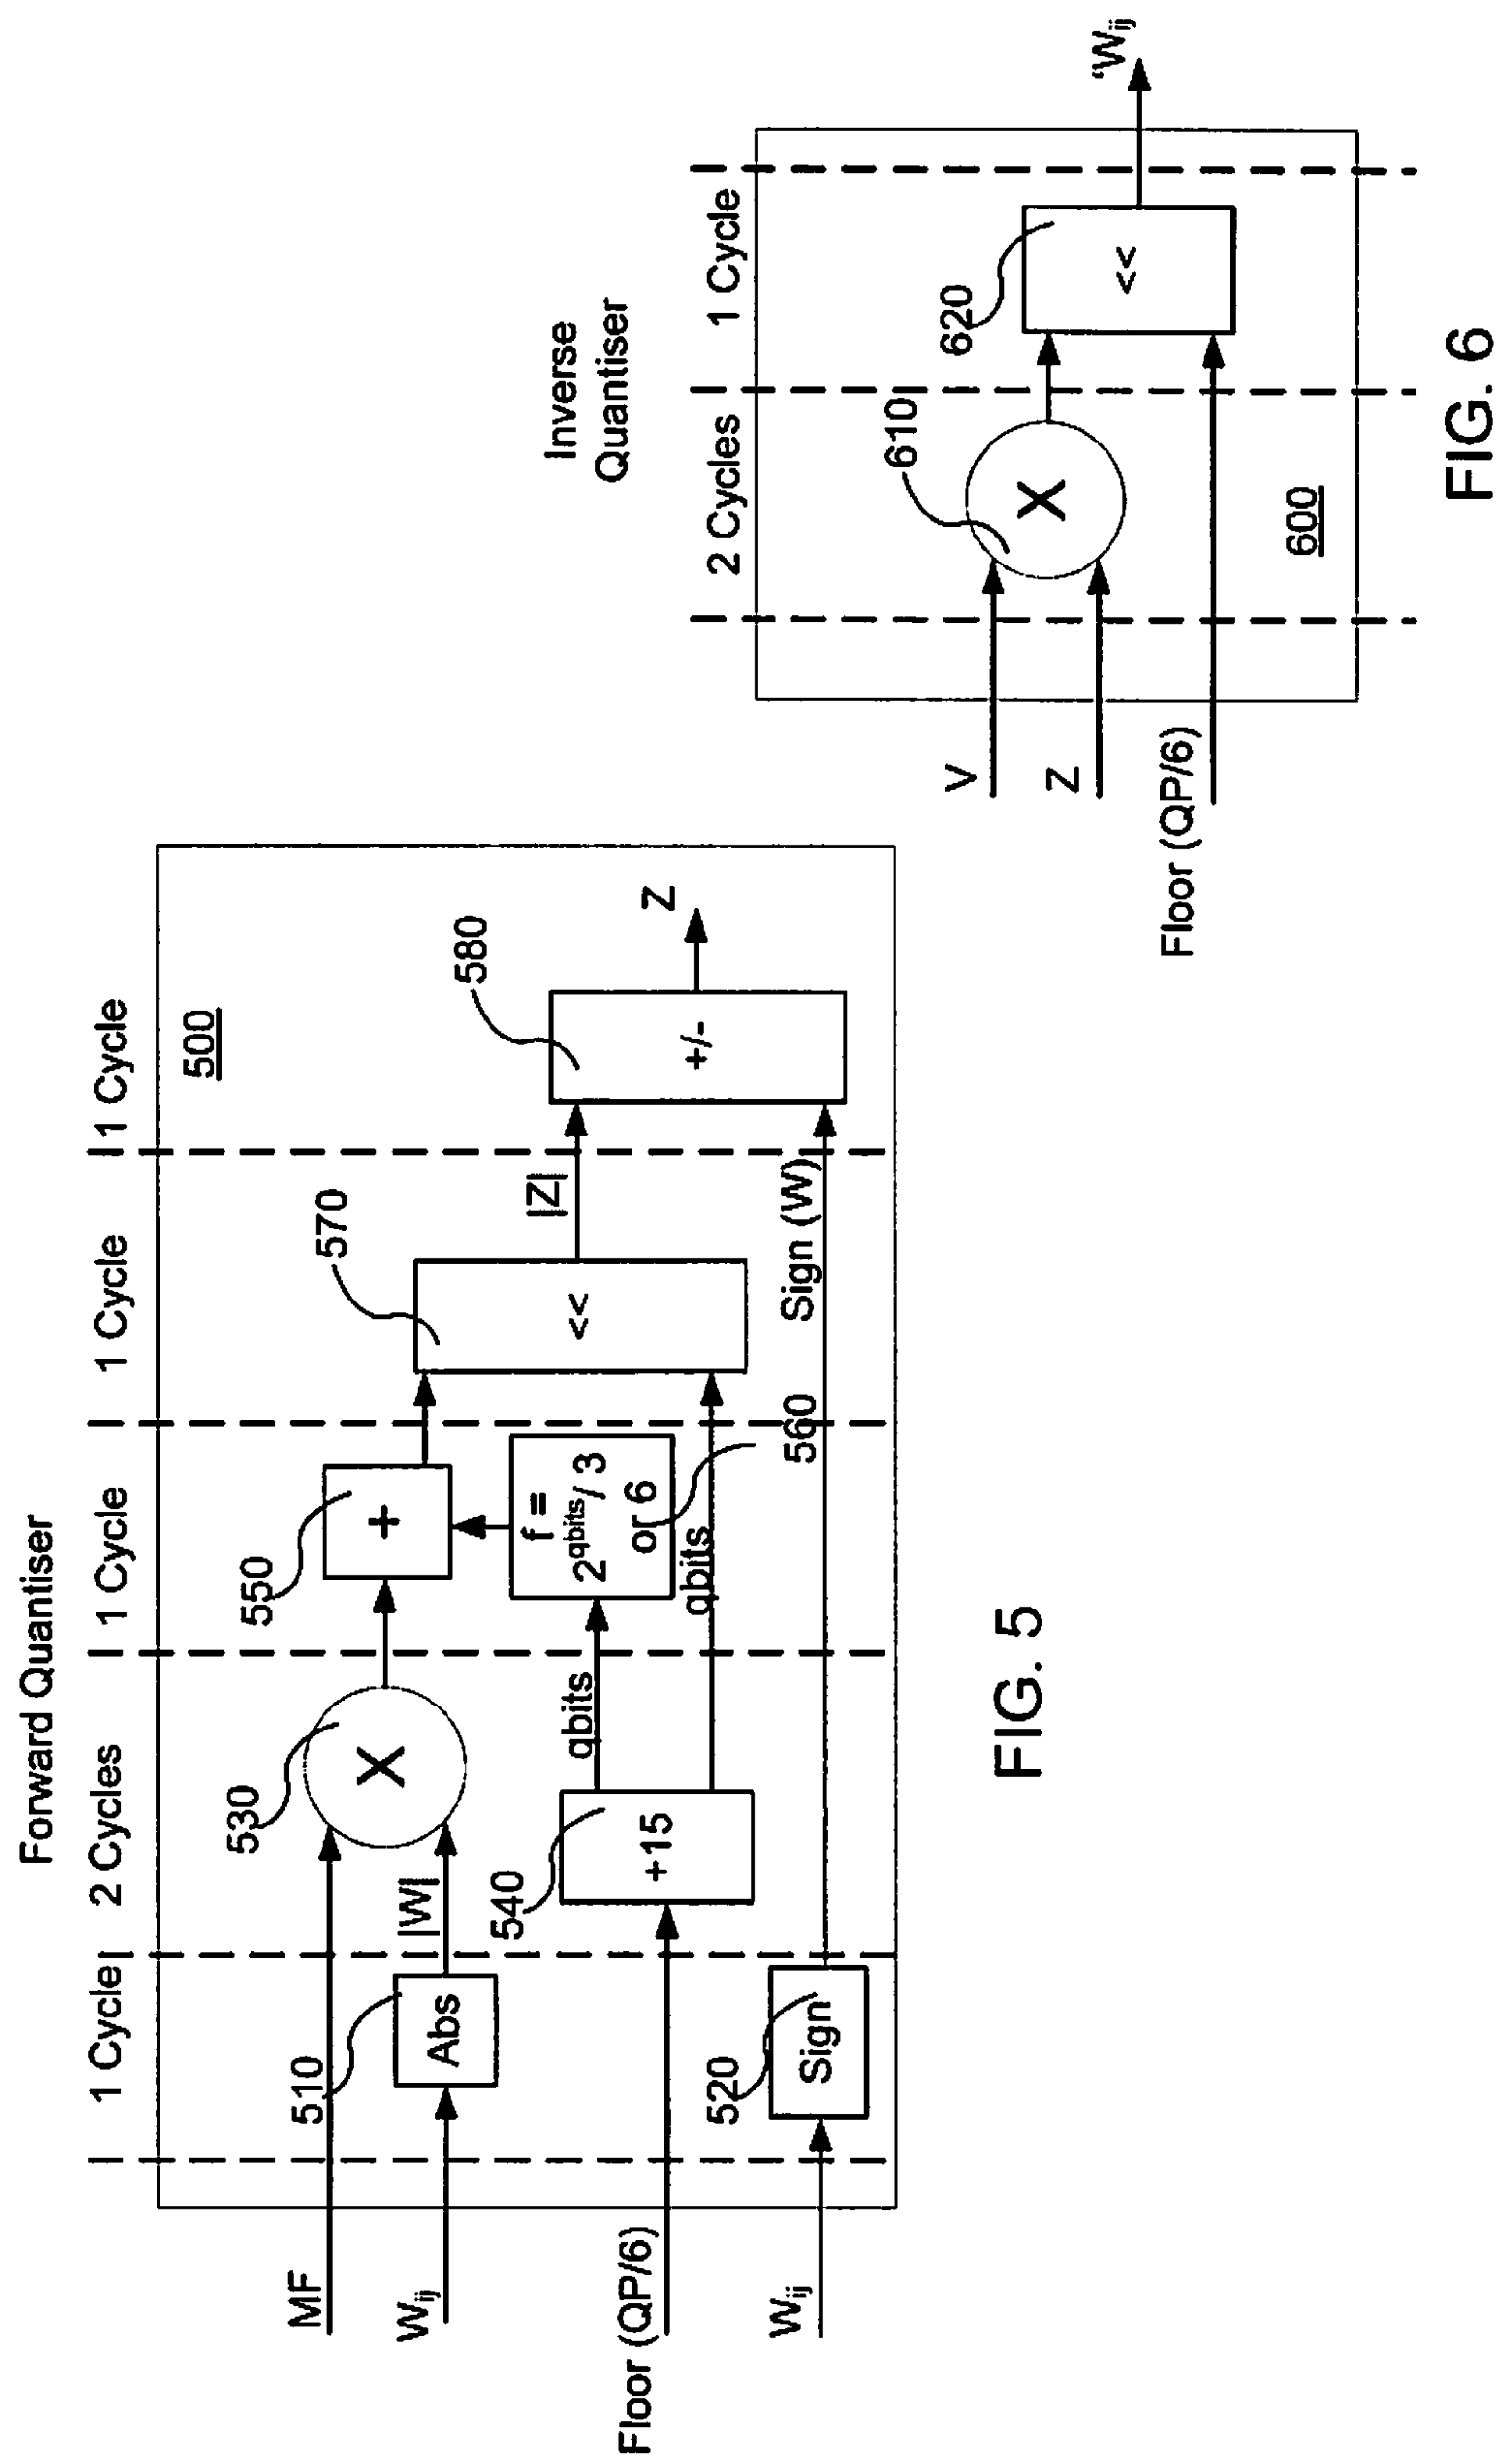 Forward Quantiser
1 Cycle
2 Cycles
1 Cycle
1 Cycle
1 Cycle
500
MF
Wij
Floor (QP/6)
Wij
510
Abs
|W|
520
Sign
530
X
540
+15
qbits
qbits
550
+
f =
2qbits/ 3
or 6
560
570
<<
|Z|
Sign (W)
580
+/-
Z
FIG. 5
Inverse
Quantiser
2 Cycles
1 Cycle
V
Z
Floor (QP/6)
610
X
620
<<
‘Wij
600
FIG. 6